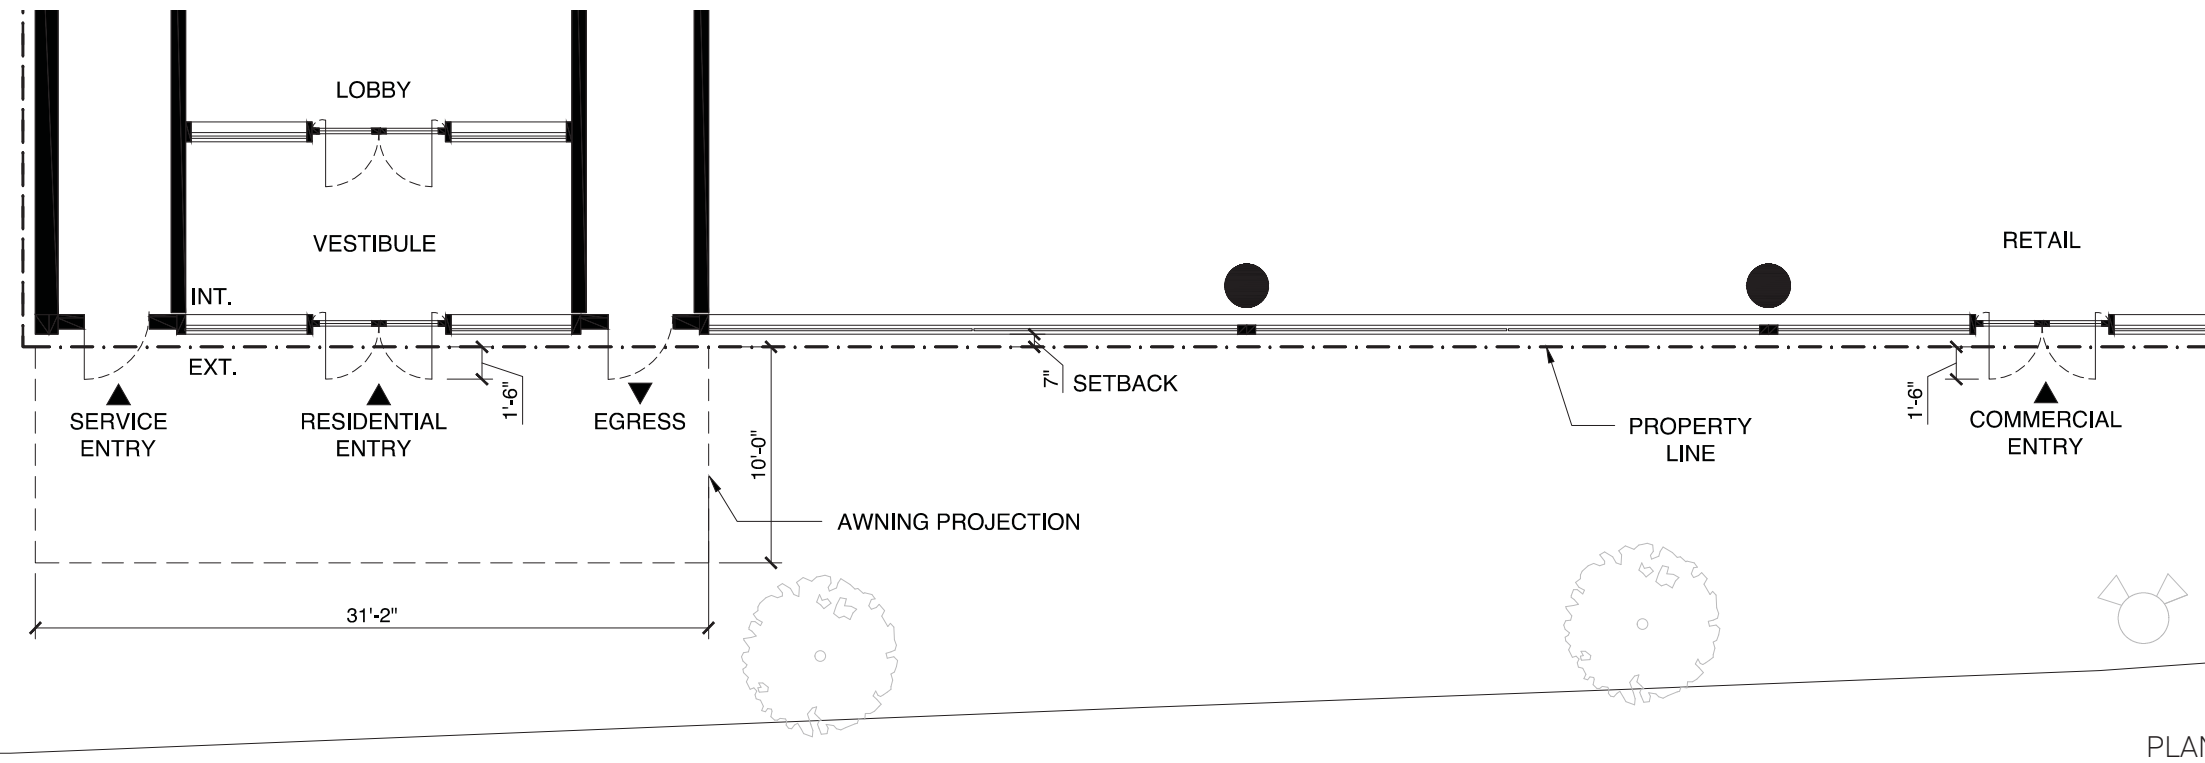 LOBBY
VESTIBULE
RETAIL
INT.
EXT.
SERVICE
ENTRY
RESIDENTIAL
ENTRY
1'-6"
EGRESS
10'-0"
7"
SETBACK
PROPERTY
LINE
1'-6"
COMMERCIAL
ENTRY
AWNING PROJECTION
31'-2"
PLAN